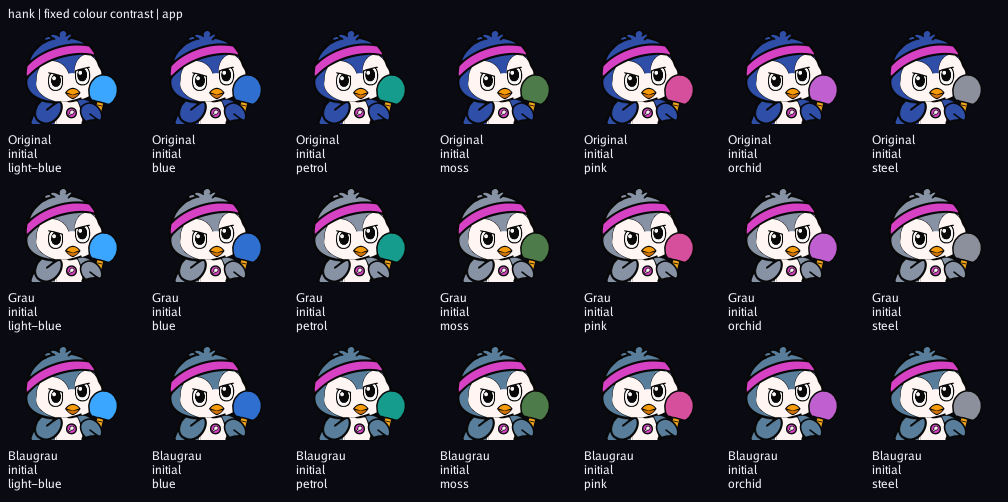 hank | fixed colour contrast | app
Original
initial
light-blue
Original
initial
blue
Original
initial
petrol
Original
initial
moss
Original
initial
pink
Original
initial
orchid
Original
initial
steel
Grau
initial
light-blue
Grau
initial
blue
Grau
initial
petrol
Grau
initial
moss
Grau
initial
pink
Grau
initial
orchid
Grau
initial
steel
Blaugrau
initial
light-blue
Blaugrau
initial
blue
Blaugrau
initial
petrol
Blaugrau
initial
moss
Blaugrau
initial
pink
Blaugrau
initial
orchid
Blaugrau
initial
steel